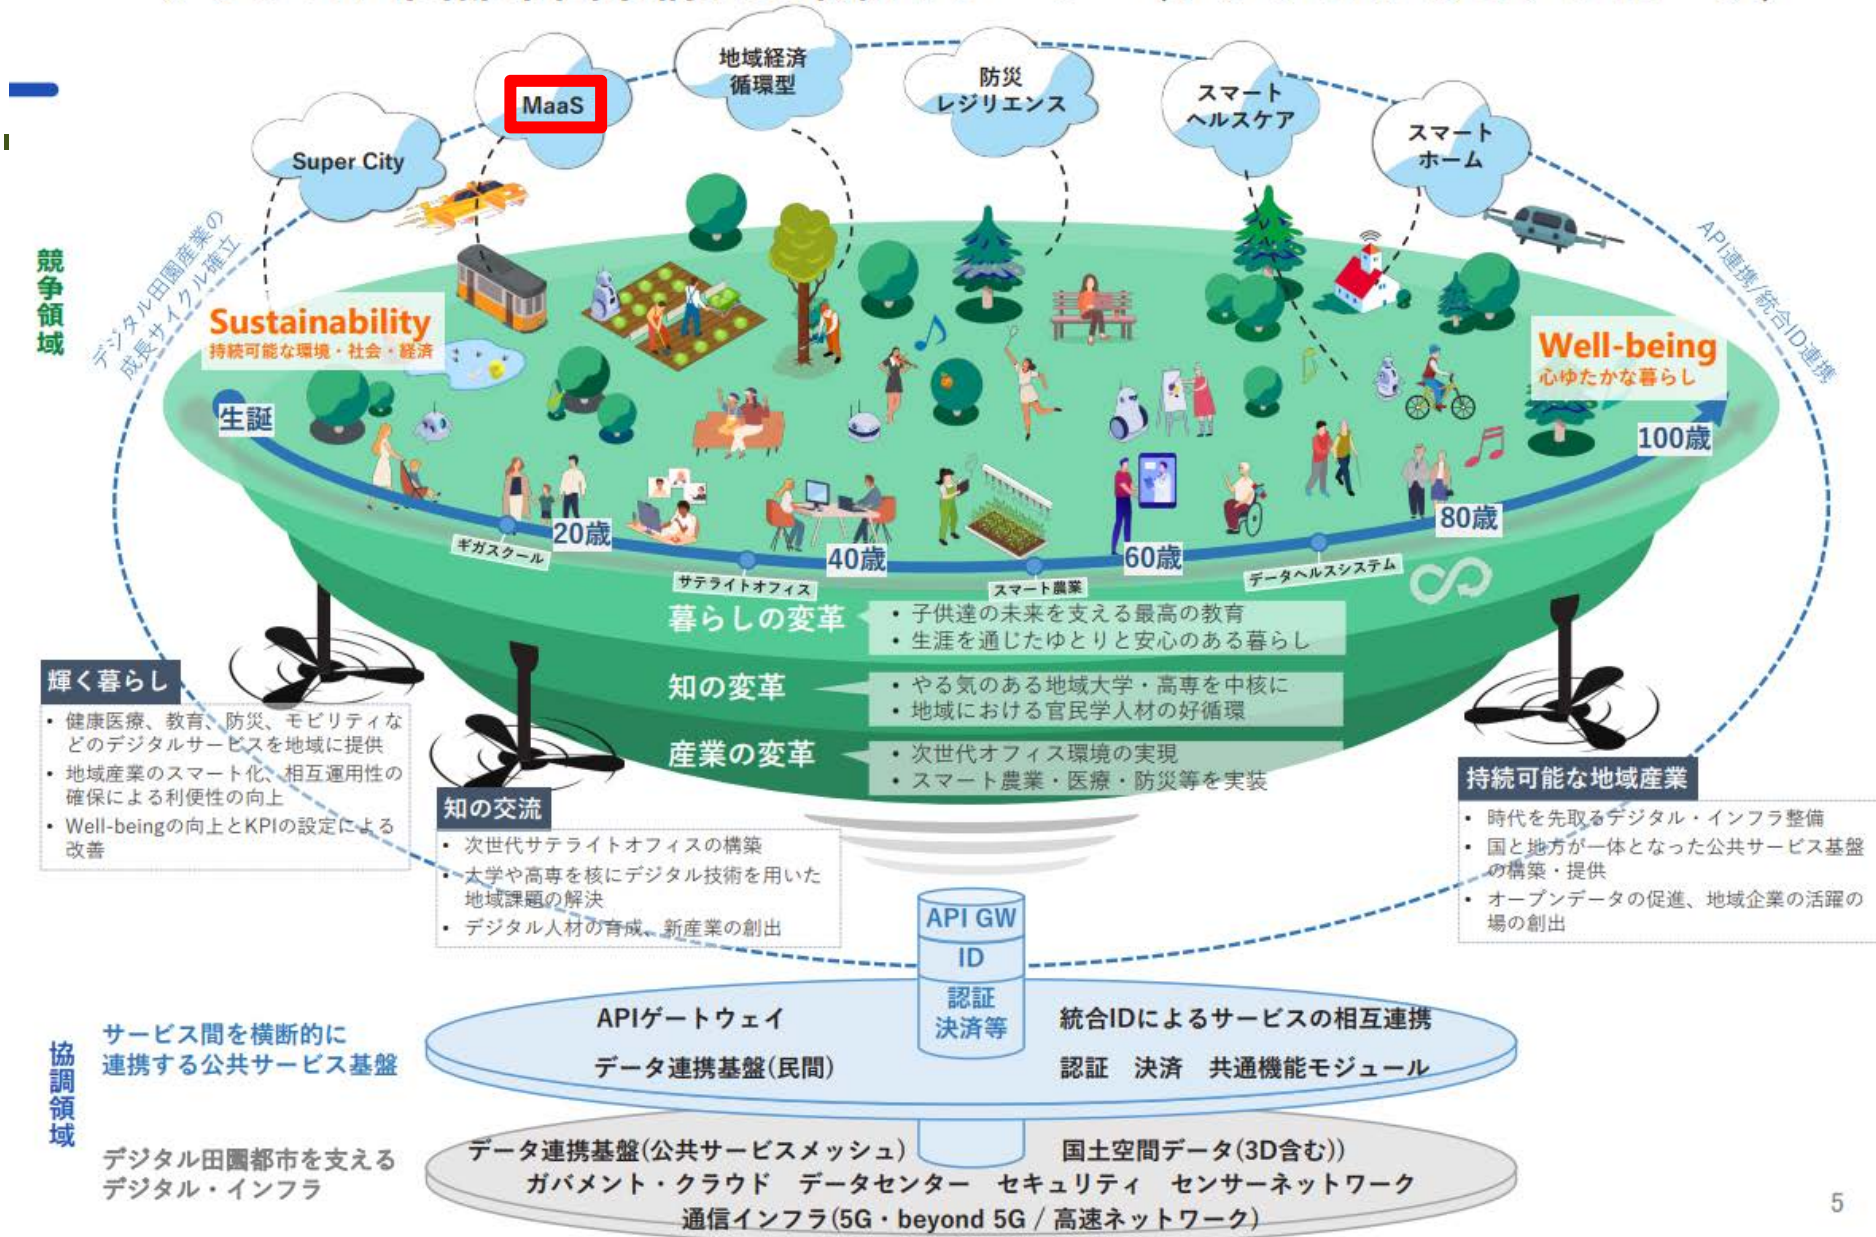 地域経済
循環型
MaaS
防災
レジリエンス
スマート
ヘルスケア
スマート
ホーム
Super City
競争領域
デジタル田園産業の
成長サイクル確立
API連携/統合ID連携
Sustainability
持続可能な環境・社会・経済
Well-being
心ゆたかな暮らし
生誕
20歳
40歳
60歳
80歳
100歳
ギガスクール
サテライトオフィス
スマート農業
データヘルスシステム
暮らしの変革
• 子供達の未来を支える最高の教育
• 生涯を通じたゆとりと安心のある暮らし
知の変革
• やる気のある地域大学・高専を中核に
• 地域における官民学人材の好循環
産業の変革
• 次世代オフィス環境の実現
• スマート農業・医療・防災等を実装
輝く暮らし
• 健康医療、教育、防災、モビリティな
どのデジタルサービスを地域に提供
• 地域産業のスマート化、相互運用性の
確保による利便性の向上
• Well-beingの向上とKPIの設定による
改善
知の交流
• 次世代サテライトオフィスの構築
• 大学や高専を核にデジタル技術を用いた
地域課題の解決
• デジタル人材の育成、新産業の創出
持続可能な地域産業
• 時代を先取るデジタル・インフラ整備
• 国と地方が一体となった公共サービス基盤
の構築・提供
• オープンデータの促進、地域企業の活躍の
場の創出
API GW
ID
認証
決済等
協調領域
サービス間を横断的に
連携する公共サービス基盤
APIゲートウェイ
統合IDによるサービスの相互連携
データ連携基盤(民間)
認証 決済 共通機能モジュール
デジタル田園都市を支える
デジタル・インフラ
データ連携基盤(公共サービスメッシュ)
国土空間データ(3D含む))
ガバメント・クラウド データセンター セキュリティ センサーネットワーク
通信インフラ(5G・beyond 5G / 高速ネットワーク)
5